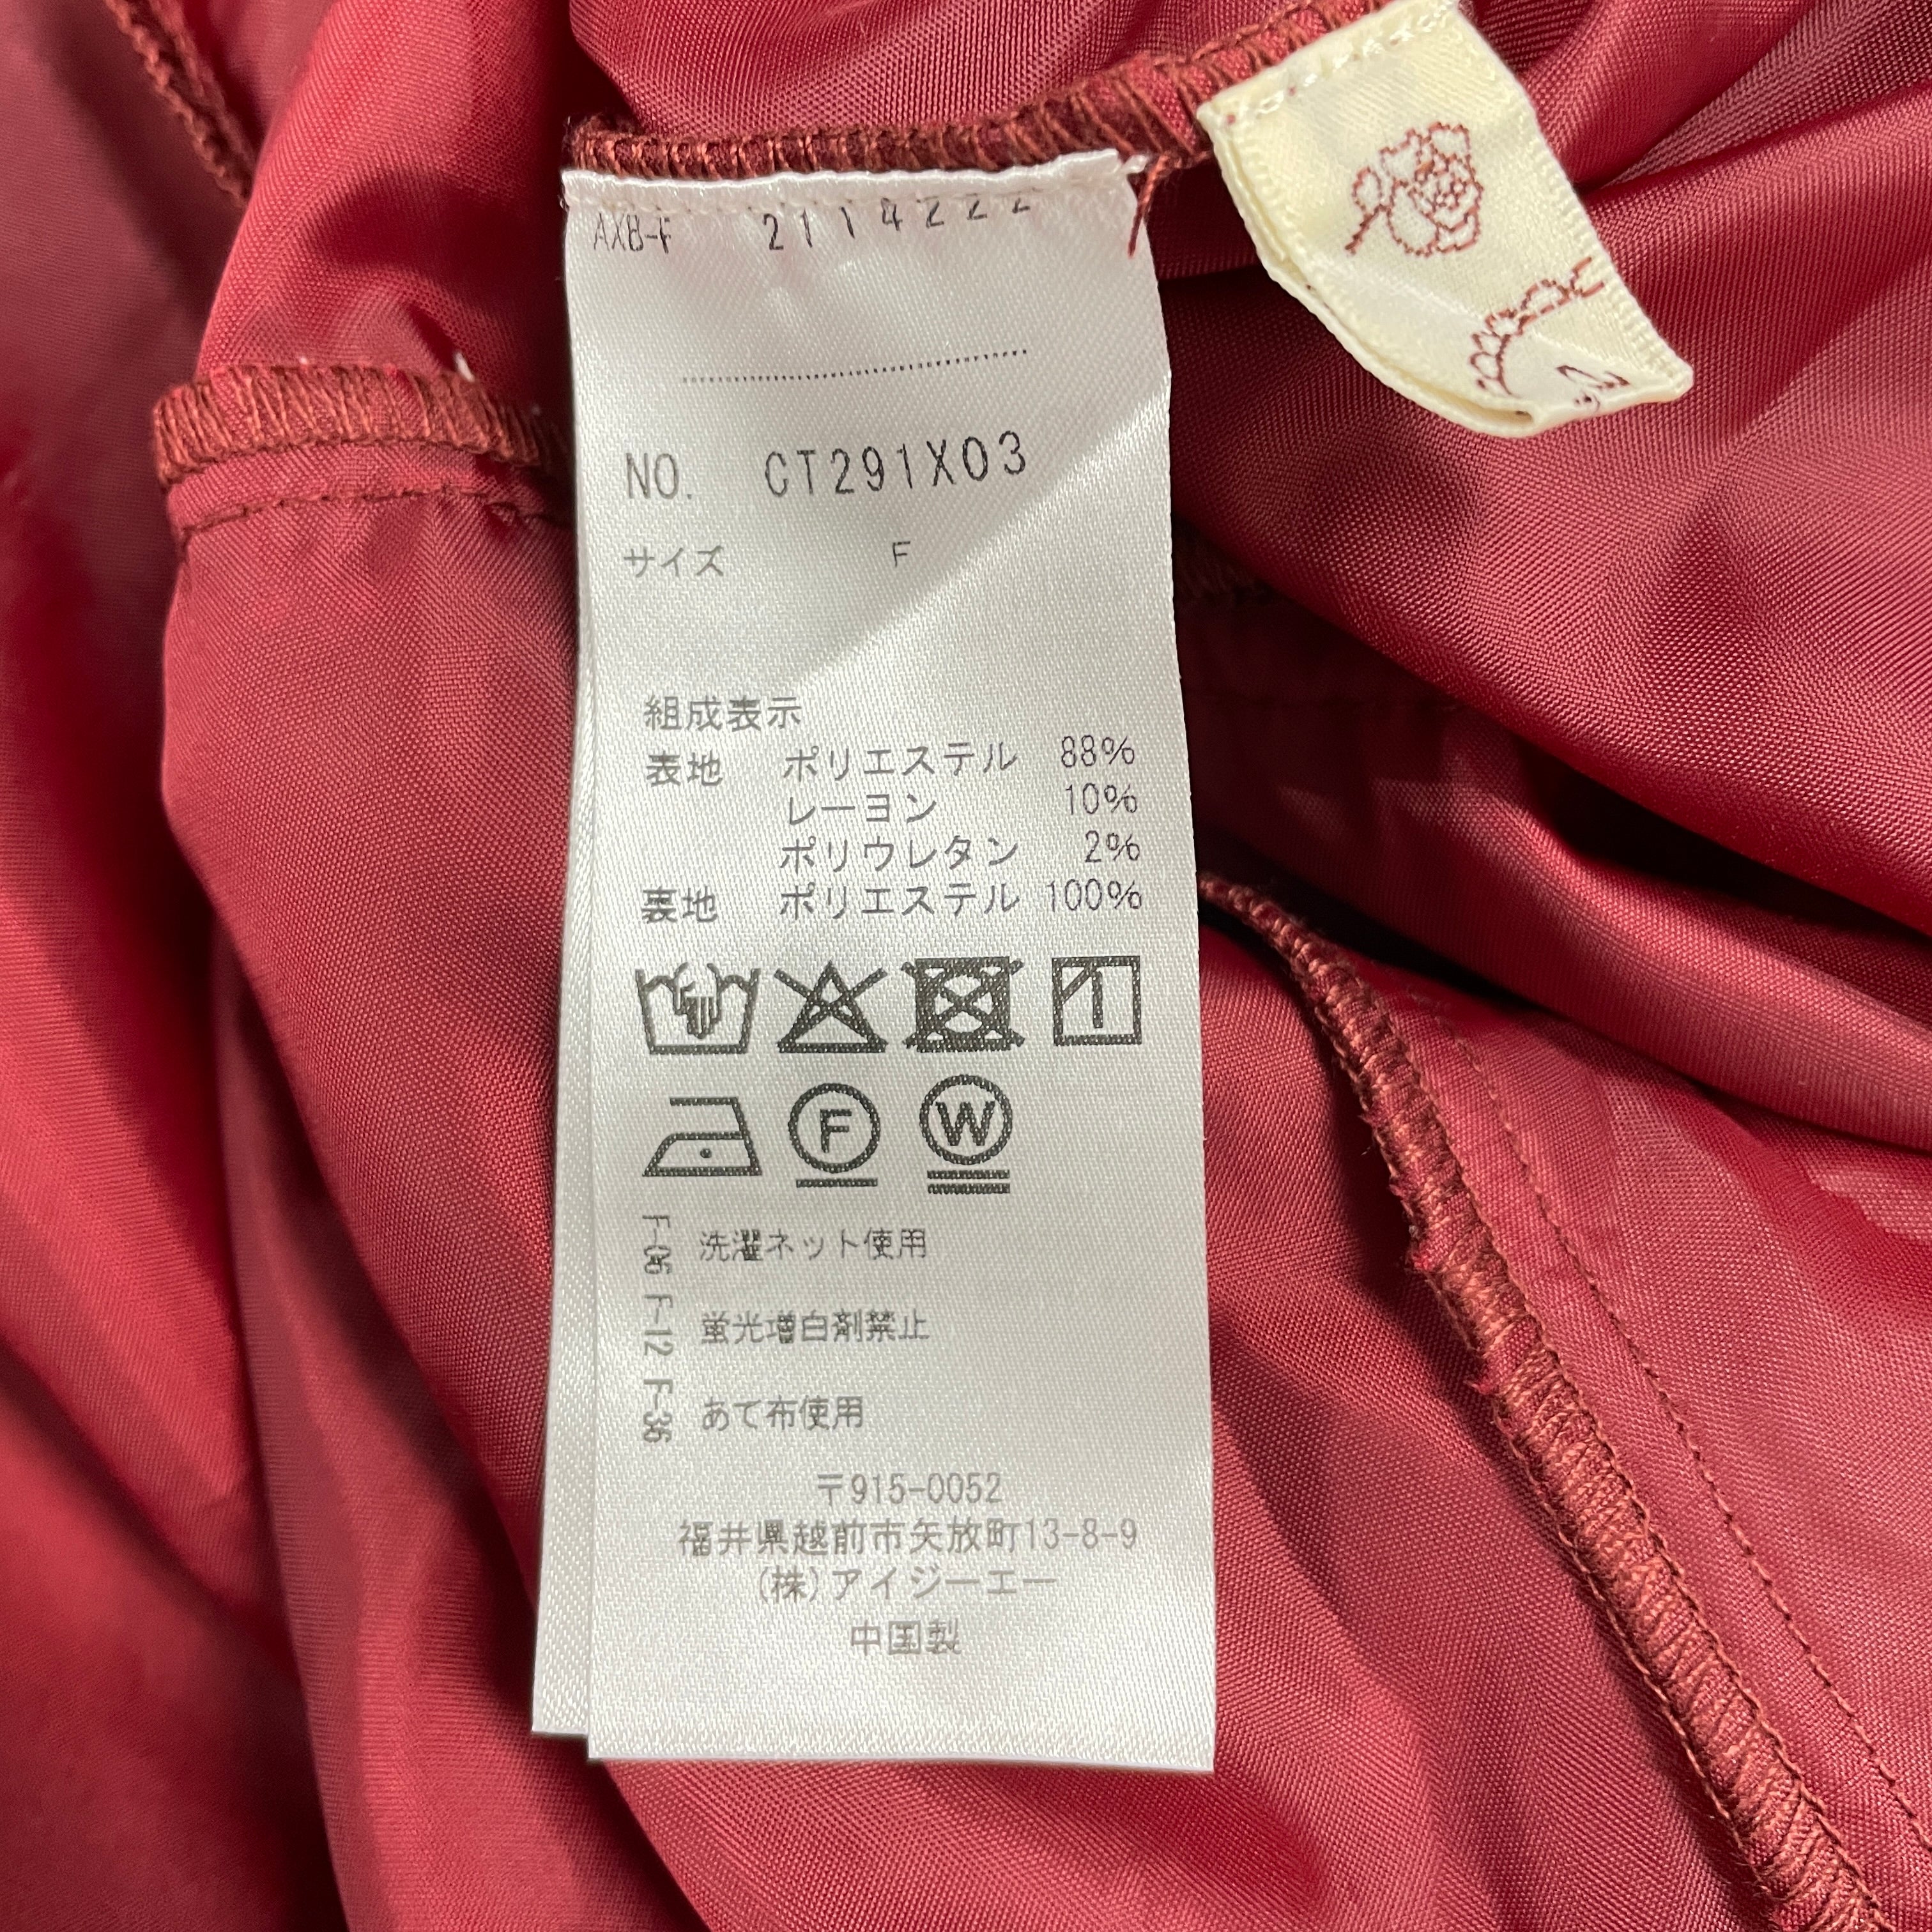 AXB-F 2114222
NO. CT291X03
サイズ F
組成表示
表地 ポリエステル 88%
レーヨン 10%
ポリウレタン 2%
裏地 ポリエステル 100%
F W
F-06 洗濯ネット使用
F-12 蛍光増白剤禁止
F-36 あて布使用
〒915-0052
福井県越前市矢放町13-8-9
(株)アイジーエー
中国製